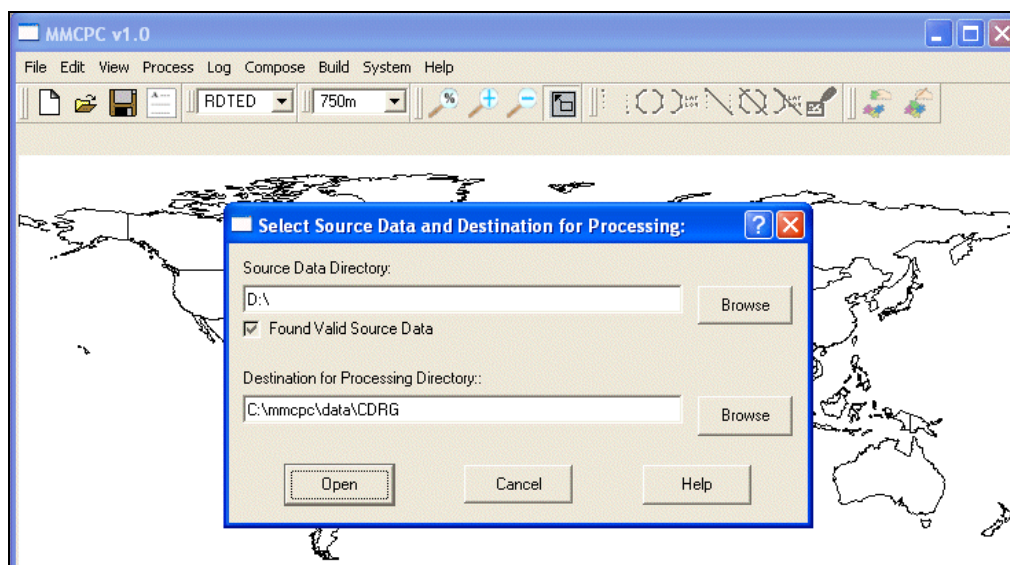 MMCPC v1.0
File Edit View Process Log Compose Build System Help
RDTED 750m %
Select Source Data and Destination for Processing:
Source Data Directory:
D:\
Browse
Found Valid Source Data
Destination for Processing Directory::
C:\mmcpc\data\CDRG
Browse
Open Cancel Help